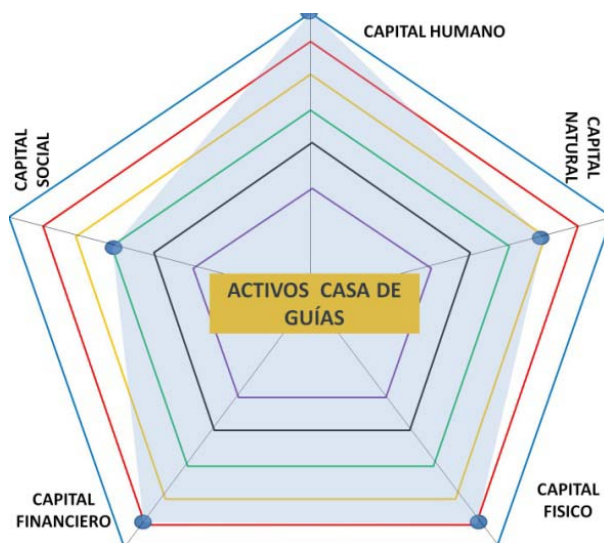 CAPITAL HUMANO
CAPITAL
SOCIAL
CAPITAL
NATURAL
ACTIVOS CASA DE
GUÍAS
CAPITAL
FINANCIERO
CAPITAL
FISICO